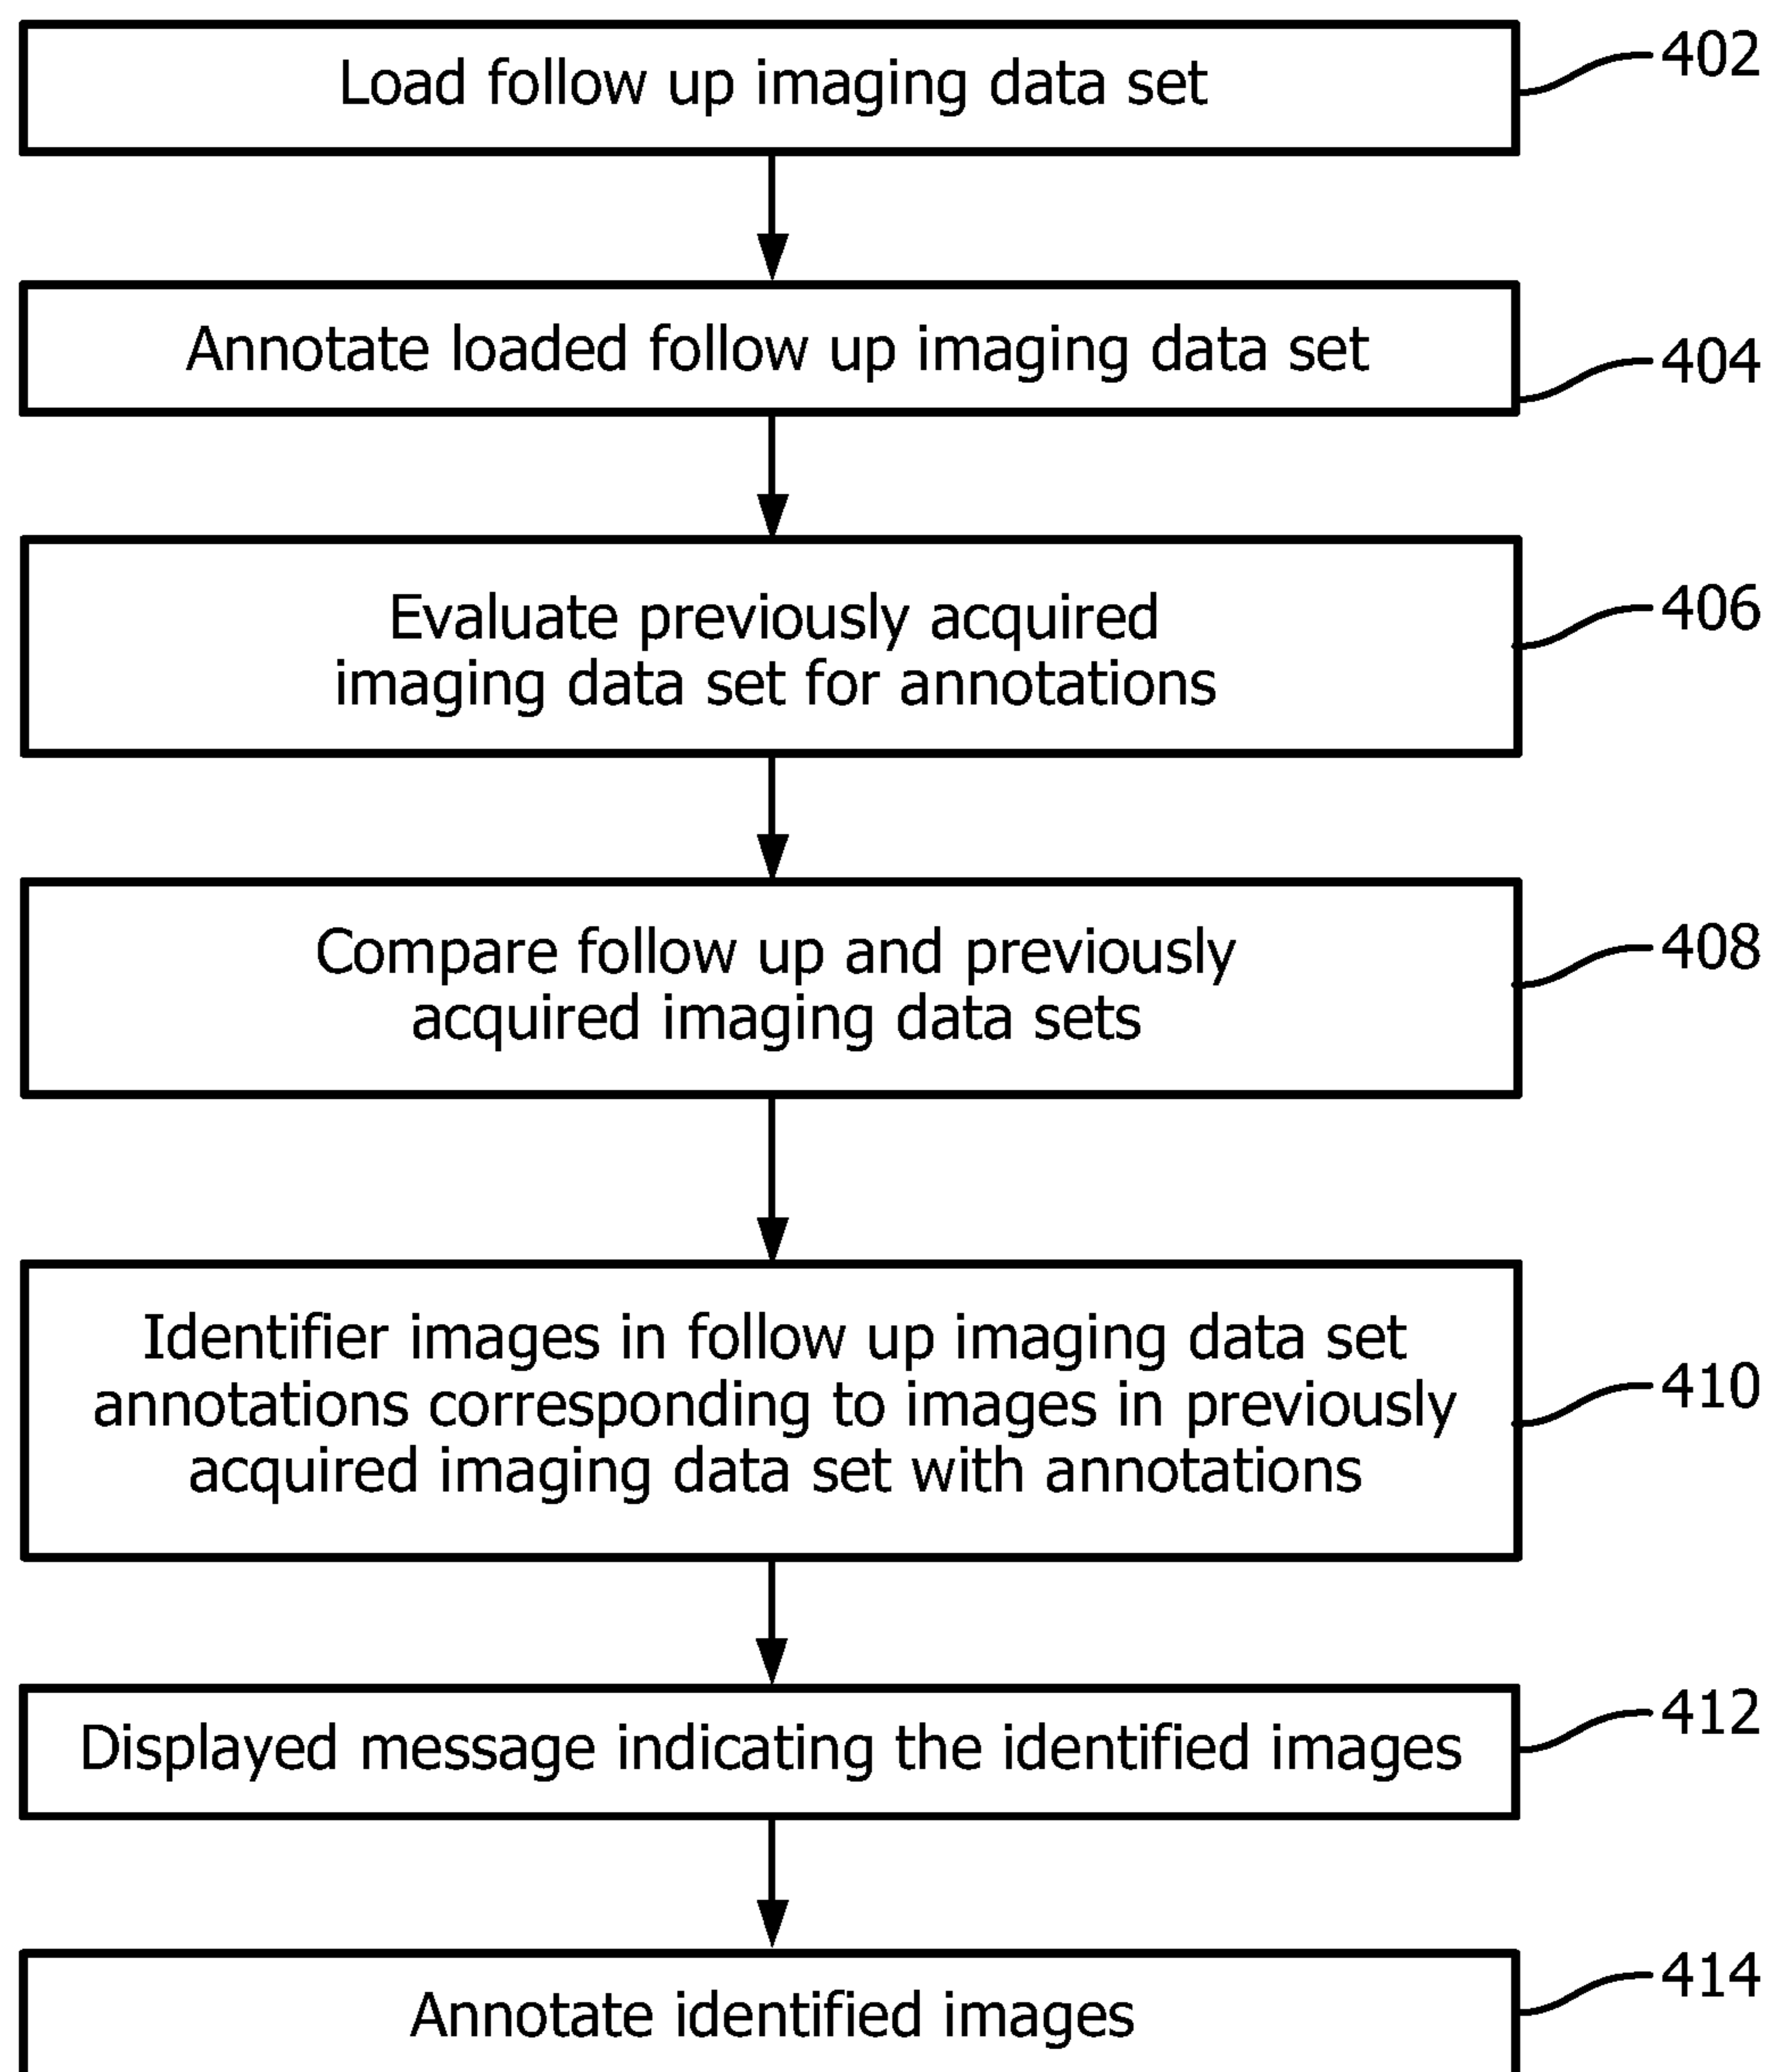 Load follow up imaging data set
402
Annotate loaded follow up imaging data set
404
Evaluate previously acquired
imaging data set for annotations
406
Compare follow up and previously
acquired imaging data sets
408
Identifier images in follow up imaging data set
annotations corresponding to images in previously
acquired imaging data set with annotations
410
Displayed message indicating the identified images
412
Annotate identified images
414